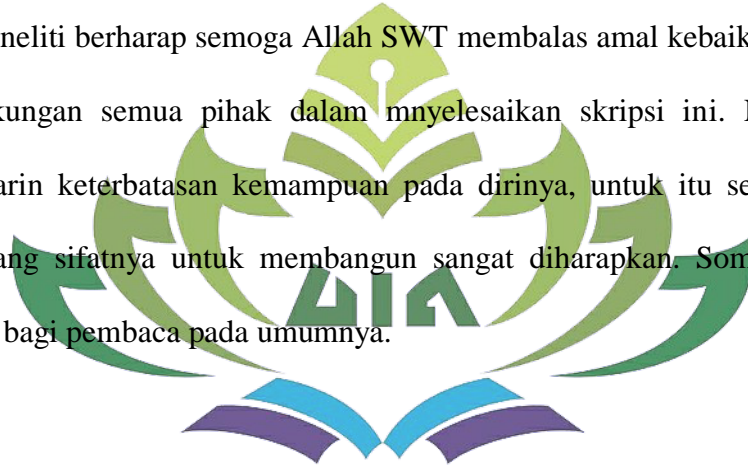 neliti berharap semoga Allah SWT membalas amal kebaik
kungan semua pihak dalam mnyelesaikan skripsi ini.
arin keterbatasan kemampuan pada dirinya, untuk itu se
ang sifatnya untuk membangun sangat diharapkan. Som
UIN
bagi pembaca pada umumnya.